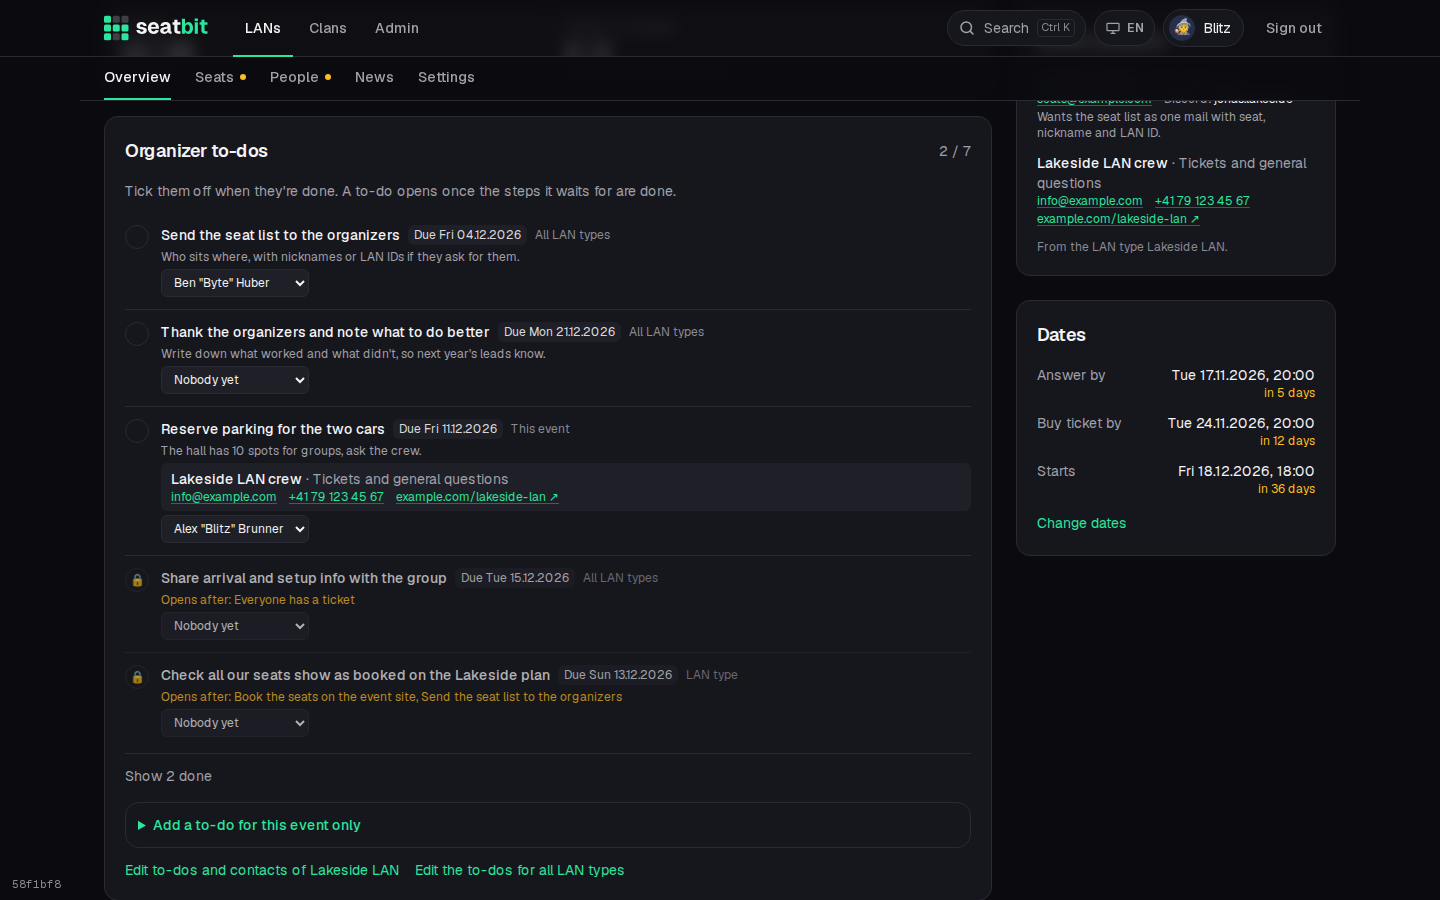 seatbit
LANs
Clans
Admin
Search Ctrl K
EN
Blitz
Sign out
Overview
Seats
People
News
Settings
Organizer to-dos
2 / 7
Tick them off when they're done. A to-do opens once the steps it waits for are done.
Send the seat list to the organizers Due Fri 04.12.2026 All LAN types
Who sits where, with nicknames or LAN IDs if they ask for them.
Ben "Byte" Huber
Thank the organizers and note what to do better Due Mon 21.12.2026 All LAN types
Write down what worked and what didn't, so next year's leads know.
Nobody yet
Reserve parking for the two cars Due Fri 11.12.2026 This event
The hall has 10 spots for groups, ask the crew.
Lakeside LAN crew · Tickets and general questions
info@example.com +41 79 123 45 67 example.com/lakeside-lan ↗
Alex "Blitz" Brunner
Share arrival and setup info with the group Due Tue 15.12.2026 All LAN types
Opens after: Everyone has a ticket
Nobody yet
Check all our seats show as booked on the Lakeside plan Due Sun 13.12.2026 LAN type
Opens after: Book the seats on the event site, Send the seat list to the organizers
Nobody yet
Show 2 done
Add a to-do for this event only
Edit to-dos and contacts of Lakeside LAN Edit the to-dos for all LAN types
Wants the seat list as one mail with seat,
nickname and LAN ID.
Lakeside LAN crew · Tickets and general
questions
info@example.com +41 79 123 45 67
example.com/lakeside-lan ↗
From the LAN type Lakeside LAN.
Dates
Answer by Tue 17.11.2026, 20:00
in 5 days
Buy ticket by Tue 24.11.2026, 20:00
in 12 days
Starts Fri 18.12.2026, 18:00
in 36 days
Change dates
58f1bf8